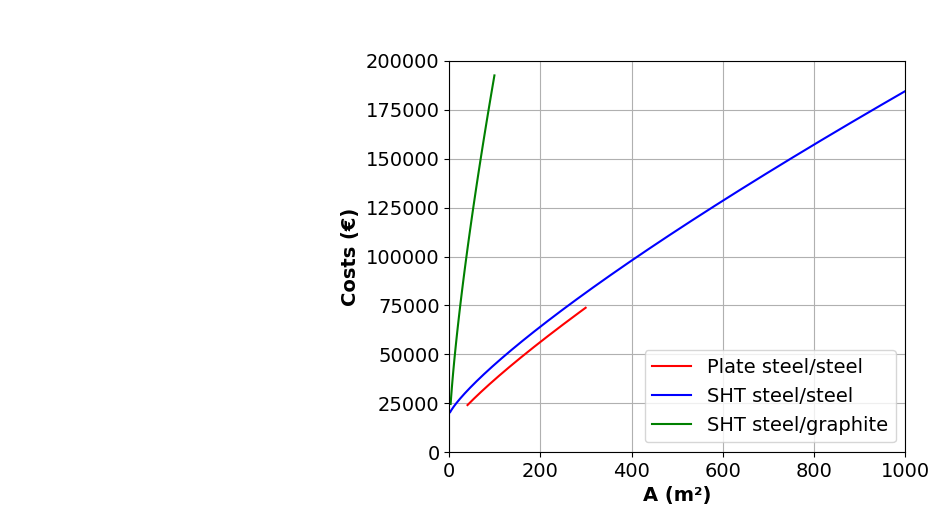 200000
175000
150000
125000
100000
75000
50000
25000
0
Costs (€)
Plate steel/steel
SHT steel/steel
SHT steel/graphite
0 200 400 600 800 1000
A (m²)